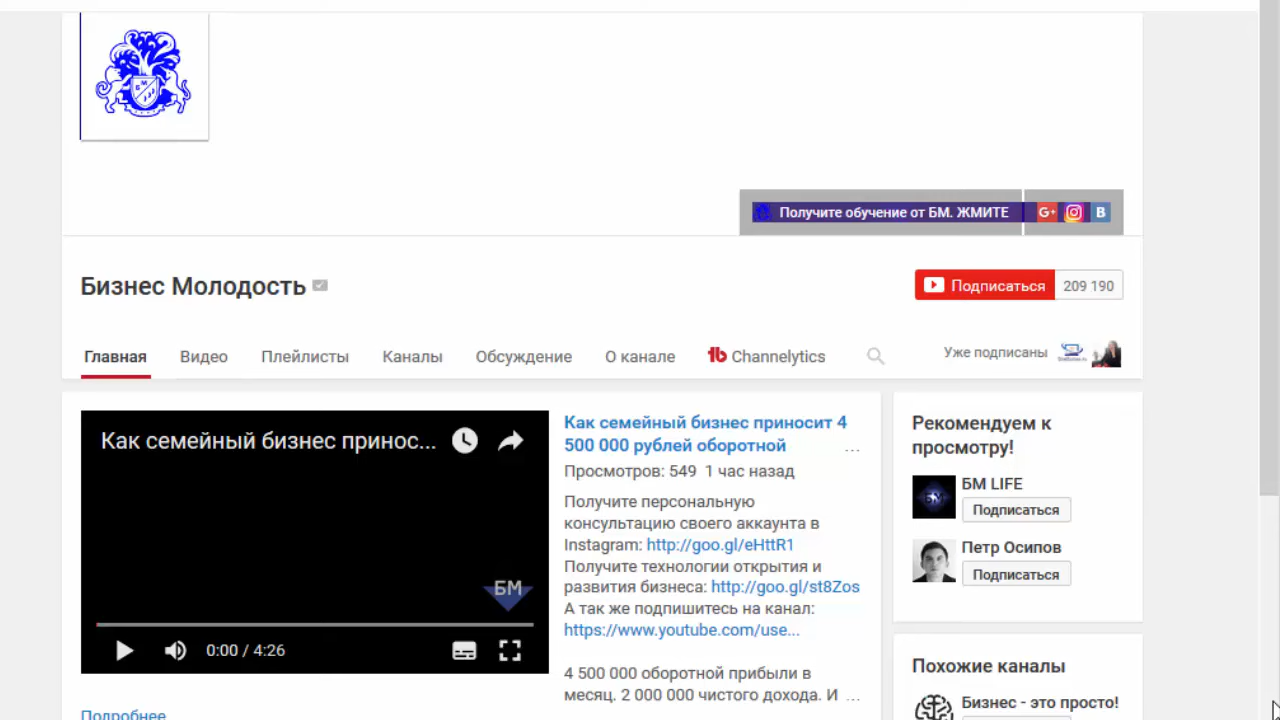 БМ
Получите обучение от БМ. ЖМИТЕ
G+
B
Бизнес Молодость
Подписаться
209 190
Главная
Видео
Плейлисты
Каналы
Обсуждение
О канале
Channelytics
Уже подписаны
Как семейный бизнес принос...
БМ
0:00 / 4:26
Подробнее
Как семейный бизнес приносит 4
500 000 рублей оборотной
...
Просмотров: 549 1 час назад
Получите персональную
консультацию своего аккаунта в
Instagram: http://goo.gl/eHttR1
Получите технологии открытия и
развития бизнеса: http://goo.gl/st8Zos
А так же подпишитесь на канал:
https://www.youtube.com/use...
4 500 000 оборотной прибыли в
месяц. 2 000 000 чистого дохода. И ...
Рекомендуем к
просмотру!
БМ
БМ LIFE
Подписаться
Петр Осипов
Подписаться
Похожие каналы
Бизнес - это просто!